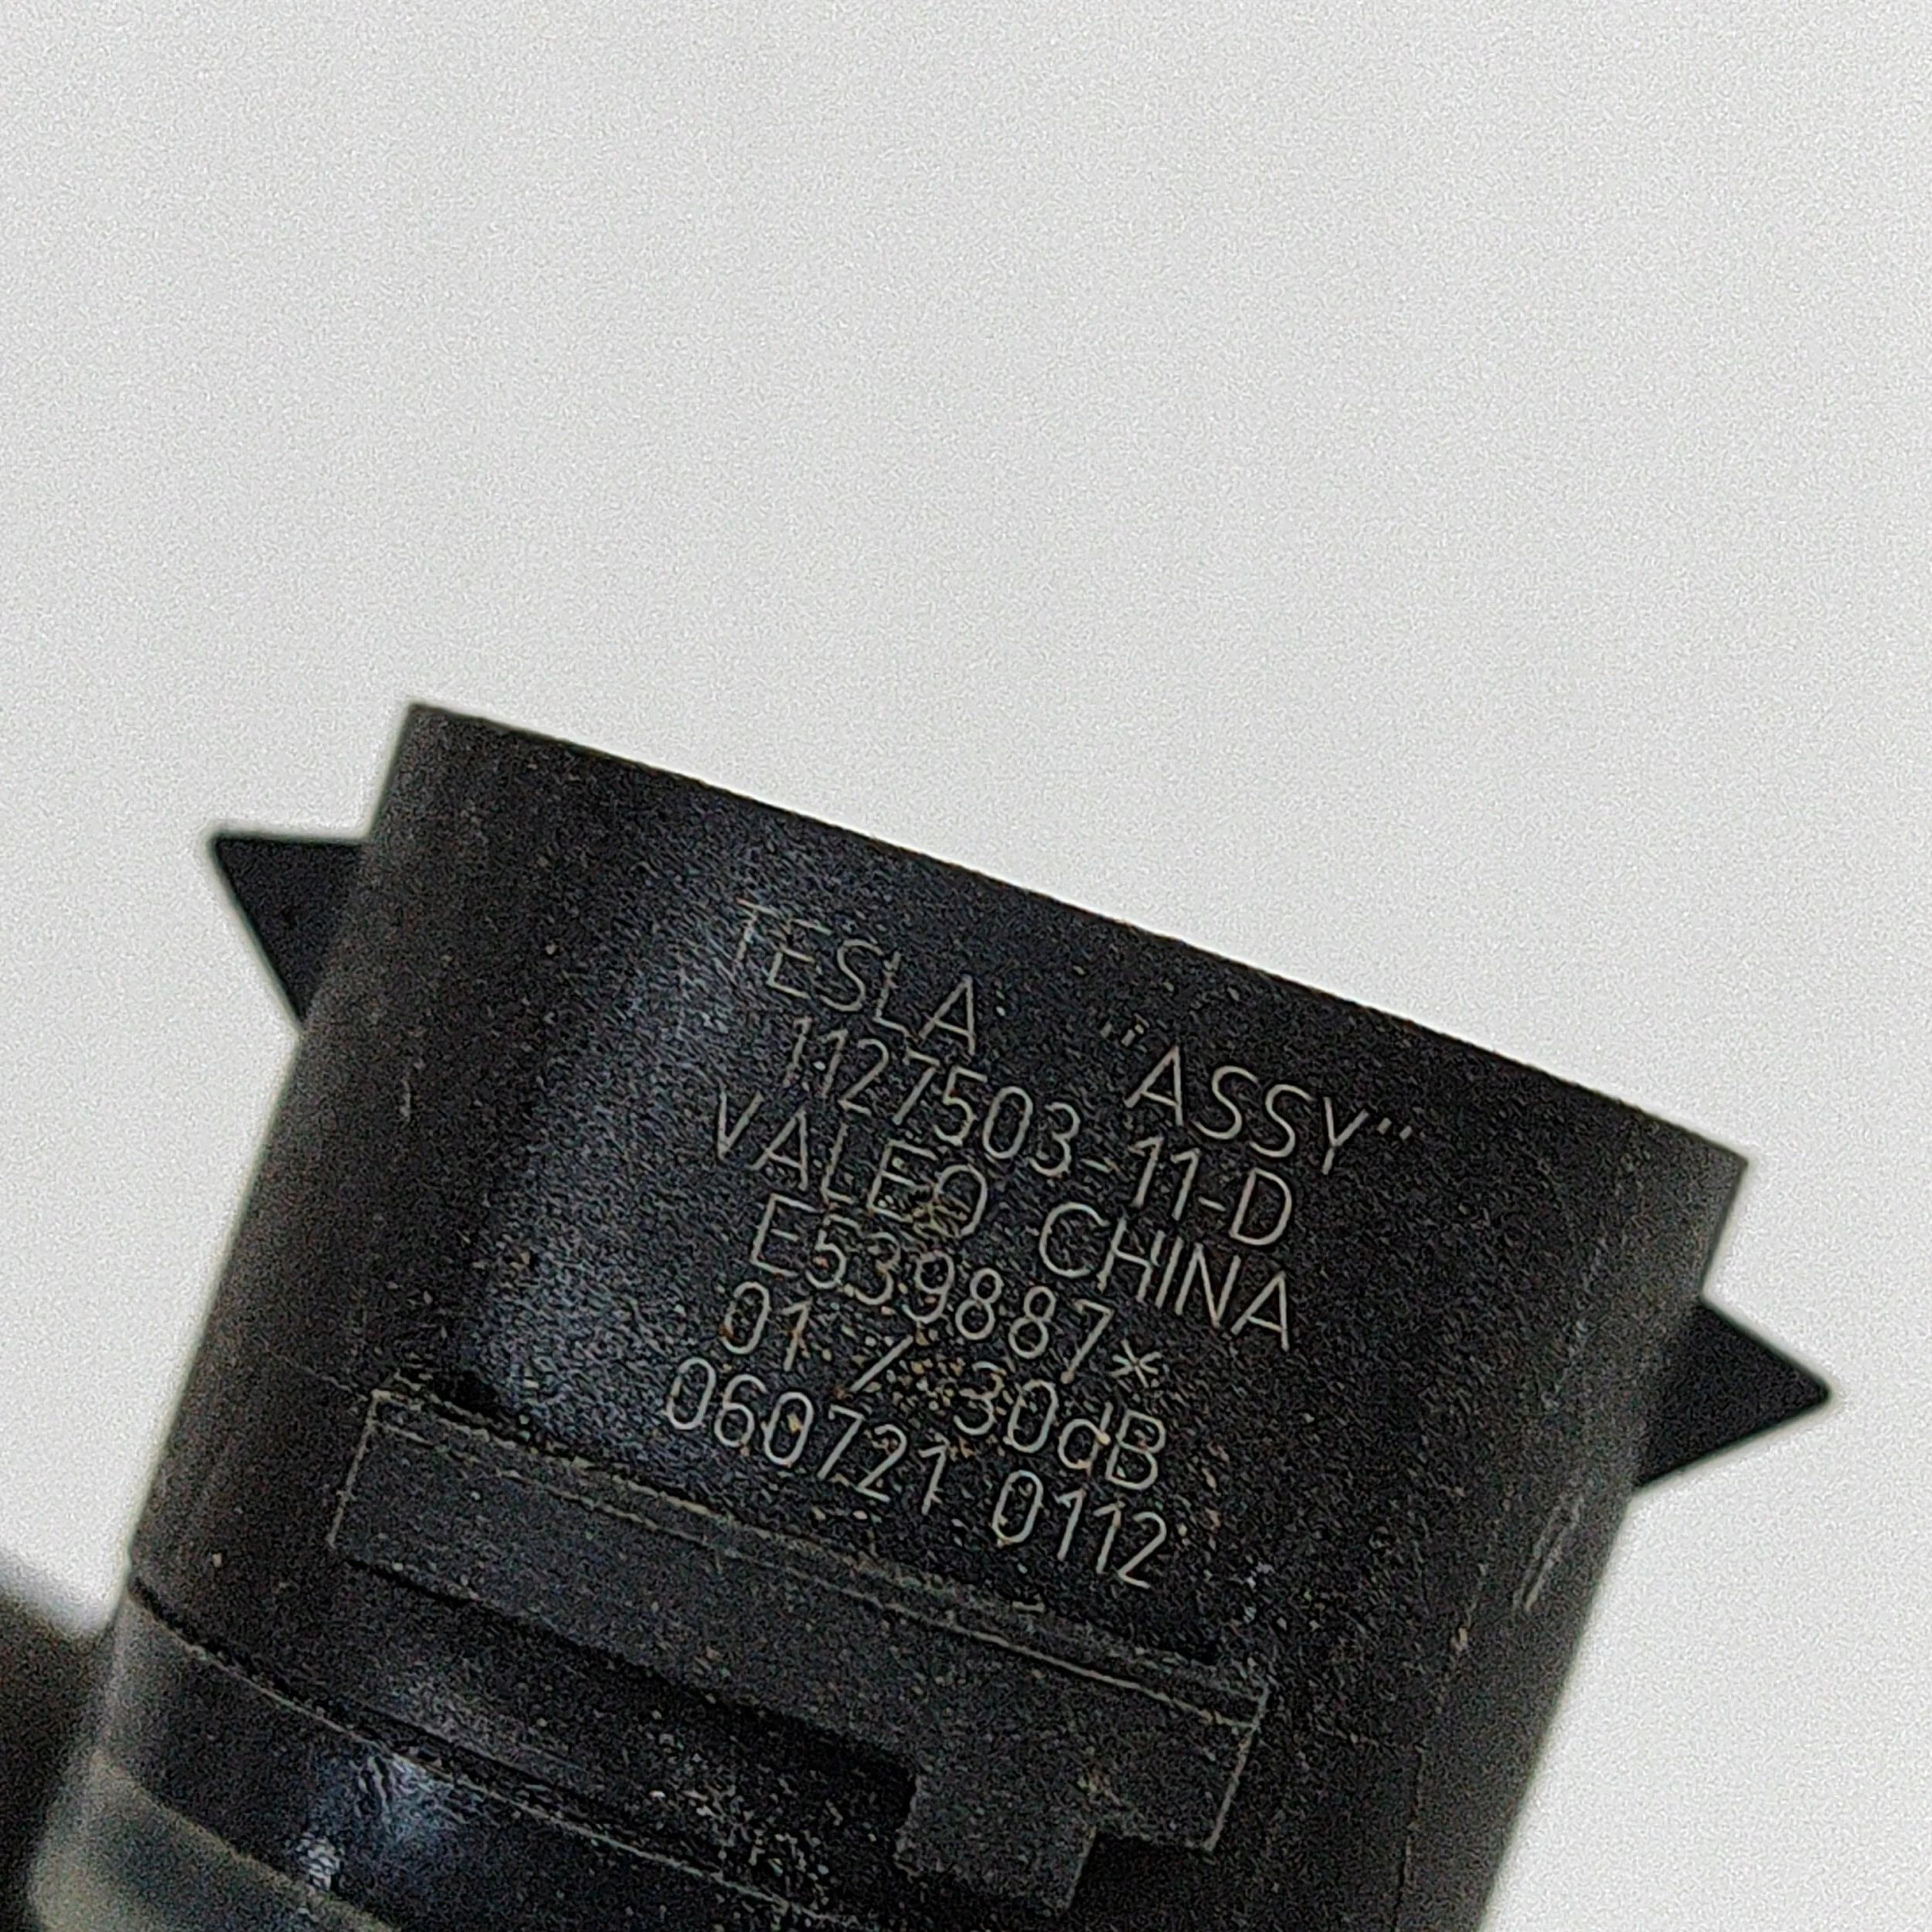 TESLA "ASSY"
1127503-11-D
VALEO CHINA
E539887*
01 / 30dB
060721 0112